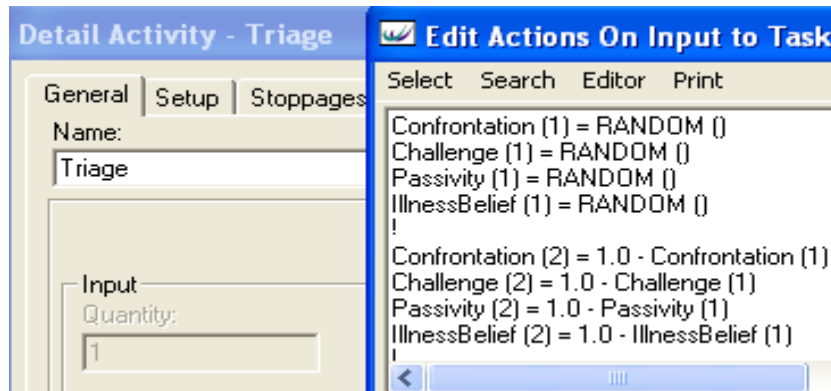 Detail Activity - Triage
General Setup Stoppages
Name:
Triage
Input
Quantity:
1
Edit Actions On Input to Task
Select Search Editor Print
Confrontation (1) = RANDOM ()
Challenge (1) = RANDOM ()
Passivity (1) = RANDOM ()
IllnessBelief (1) = RANDOM ()
!
Confrontation (2) = 1.0 - Confrontation (1)
Challenge (2) = 1.0 - Challenge (1)
Passivity (2) = 1.0 - Passivity (1)
IllnessBelief (2) = 1.0 - IllnessBelief (1)
!